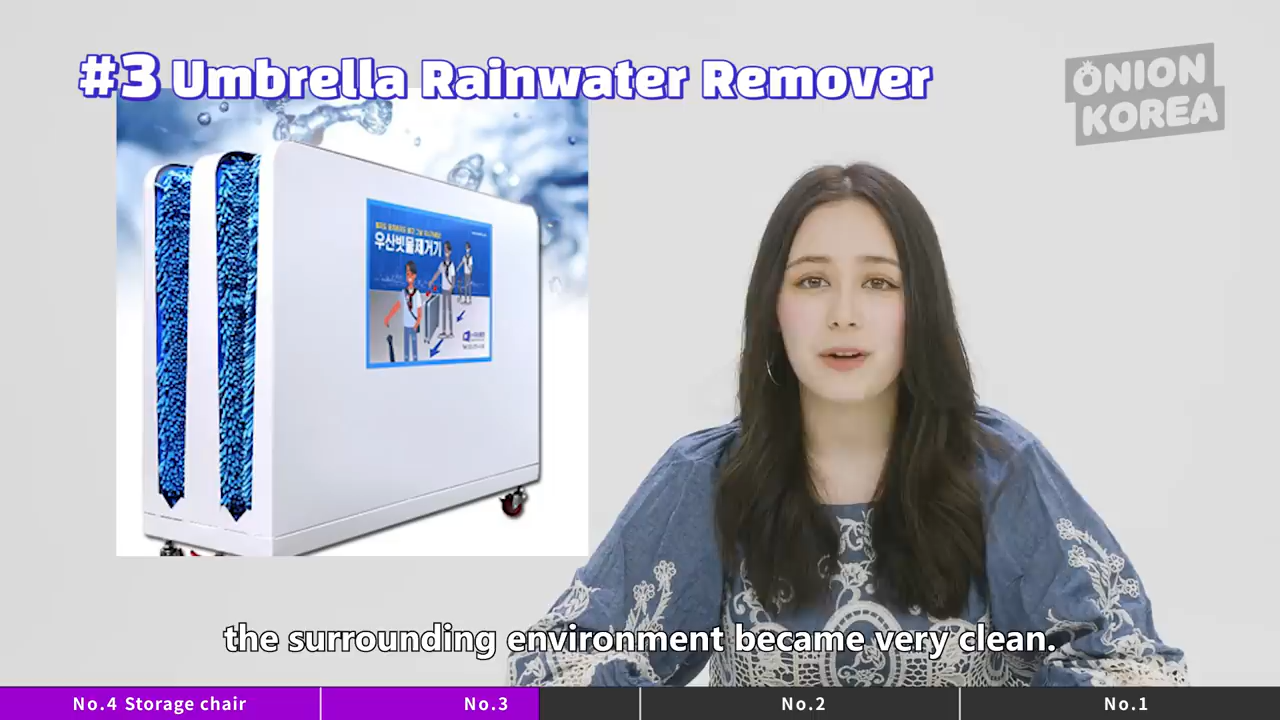 #3 Umbrella Rainwater Remover
ONION
KOREA
우산빗물제거기
the surrounding environment became very clean.
No.4 Storage chair
No.3
No.2
No.1